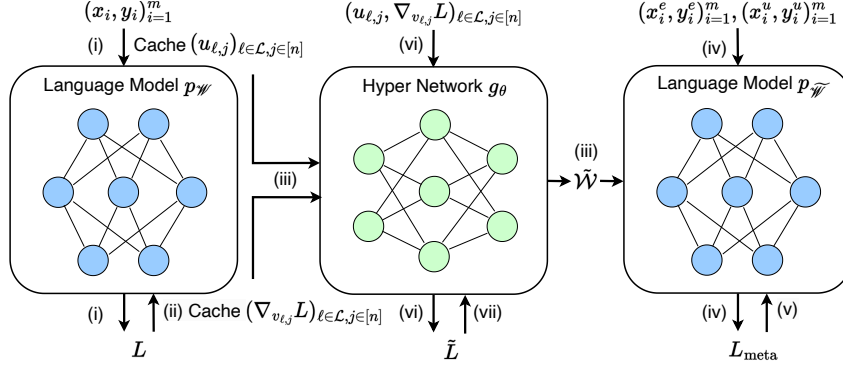 (x_i, y_i)_{i=1}^m
(i) Cache (u_{ℓ,j})_{ℓ∈𝓛,j∈[n]}
Language Model p_𝒲
(i)
(ii) Cache (∇_{v_{ℓ,j}} L)_{ℓ∈𝓛,j∈[n]}
L
(iii)
(u_{ℓ,j}, ∇_{v_{ℓ,j}} L)_{ℓ∈𝓛,j∈[n]}
(vi)
Hyper Network g_θ
(vi)
(vii)
L̃
(iii)
𝒲̃
(x_i^e, y_i^e)_{i=1}^m, (x_i^u, y_i^u)_{i=1}^m
(iv)
Language Model p_𝒲̃
(iv)
(v)
L_meta